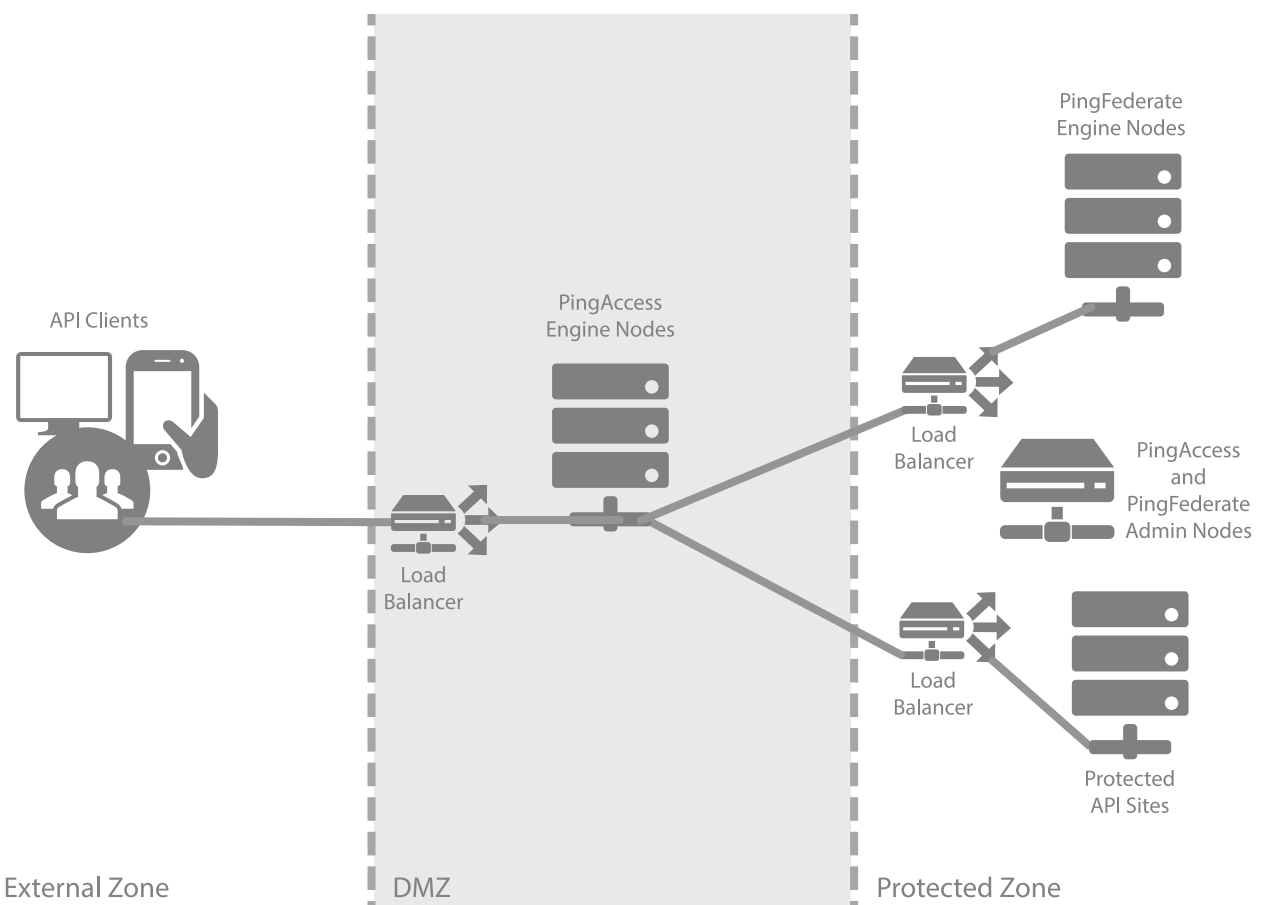 API Clients
PingAccess
Engine Nodes
Load
Balancer
PingFederate
Engine Nodes
Load
Balancer
PingAccess
and
PingFederate
Admin Nodes
Load
Balancer
Protected
API Sites
External Zone
DMZ
Protected Zone